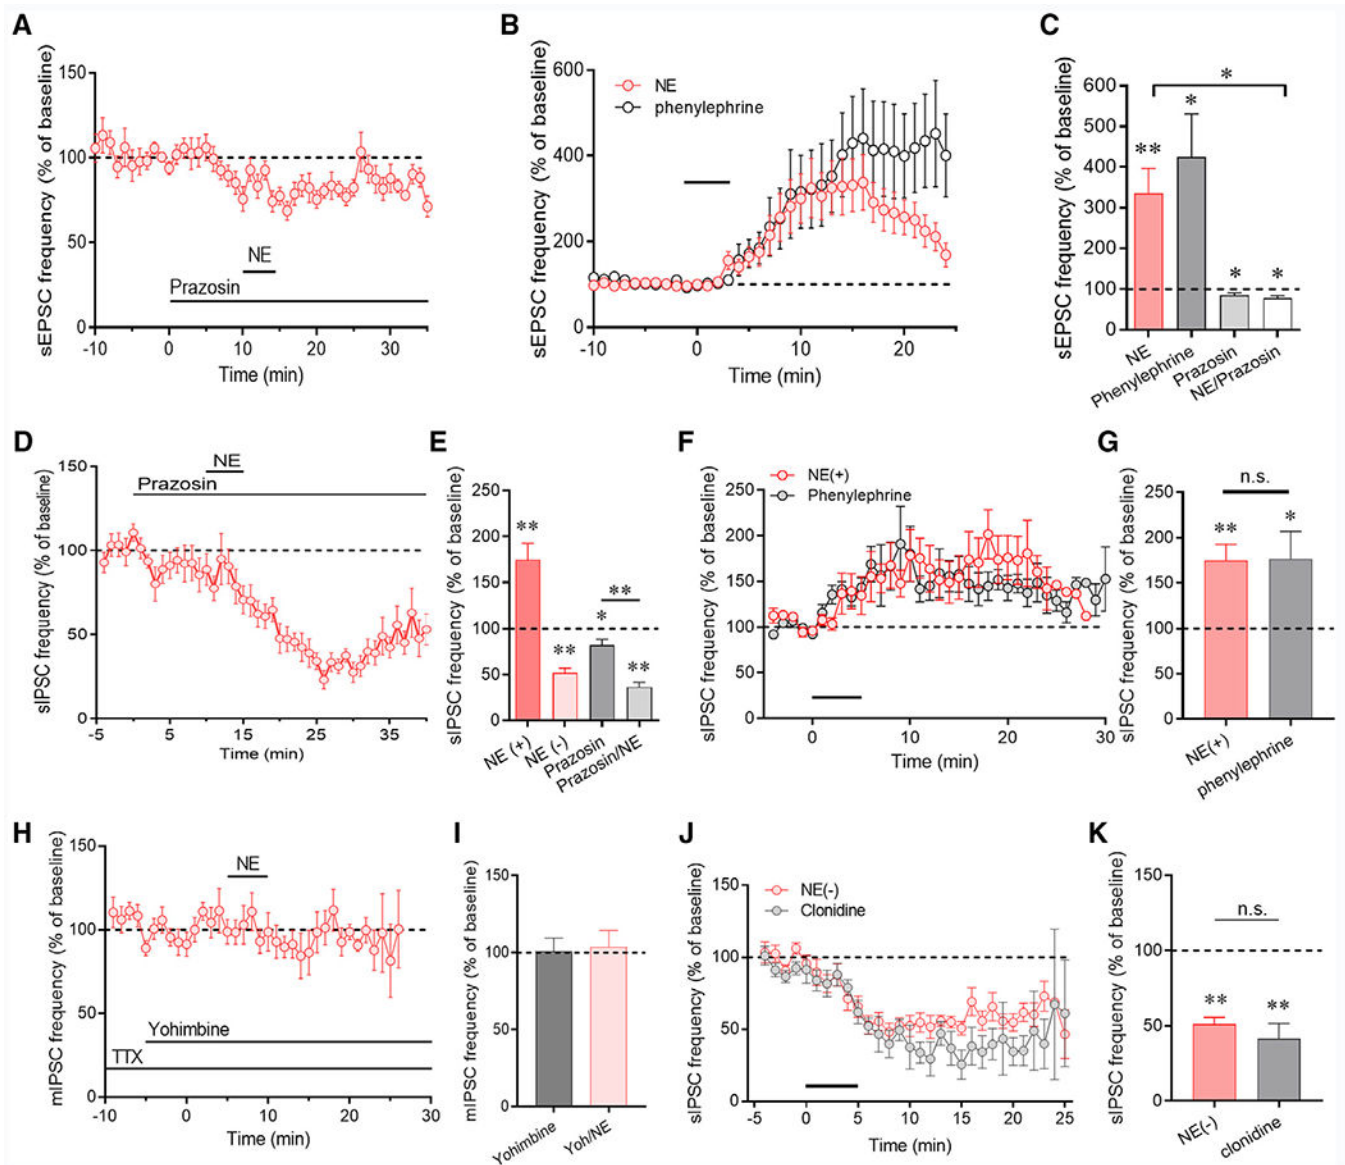 A
sEPSC frequency (% of baseline)
150
100
50
0
NE
Prazosin
-10 0 10 20 30
Time (min)
B
sEPSC frequency (% of baseline)
600
400
200
0
NE
phenylephrine
-10 0 10 20
Time (min)
C
sEPSC frequency (% of baseline)
600
500
400
300
200
100
0
*
** * * *
NE
Phenylephrine
Prazosin
NE/Prazosin
D
sIPSC frequency (% of baseline)
150
100
50
0
NE
Prazosin
-5 5 15 25 35
Time (min)
E
sIPSC frequency (% of baseline)
250
200
150
100
50
0
**
** ** * **
NE (+)
NE (-)
Prazosin
Prazosin/NE
F
sIPSC frequency (% of baseline)
250
200
150
100
50
0
NE(+)
Phenylephrine
0 10 20 30
Time (min)
G
sIPSC frequency (% of baseline)
250
200
150
100
50
0
n.s.
** *
NE(+)
phenylephrine
H
mIPSC frequency (% of baseline)
150
100
50
0
NE
Yohimbine
TTX
-10 0 10 20 30
Time (min)
I
mIPSC frequency (% of baseline)
150
100
50
0
Yohimbine
Yoh/NE
J
sIPSC frequency (% of baseline)
150
100
50
0
NE(-)
Clonidine
-5 0 5 10 15 20 25
Time (min)
K
sIPSC frequency (% of baseline)
150
100
50
0
n.s.
** **
NE(-)
clonidine